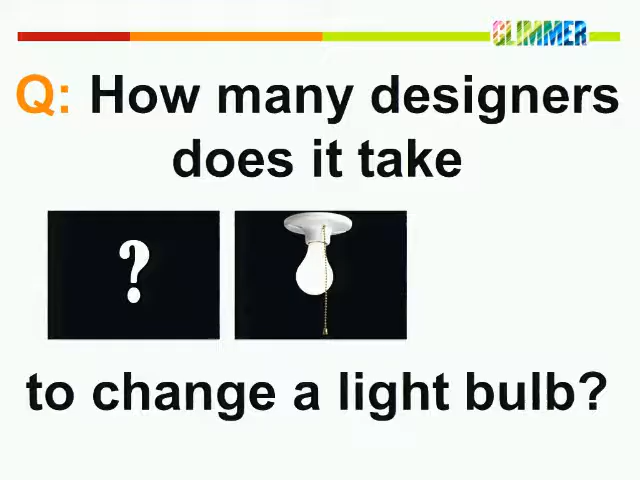 GLIMMER
Q: How many designers
does it take
?
to change a light bulb?